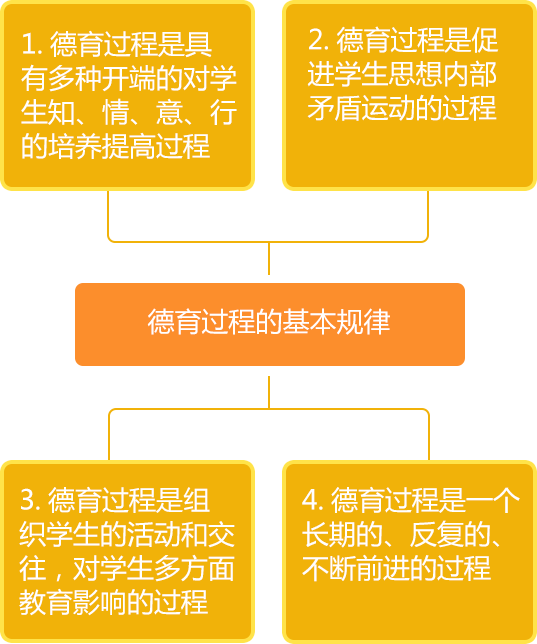 1. 德育过程是具
有多种开端的对学
生知、情、意、行
的培养提高过程
2. 德育过程是促
进学生思想内部
矛盾运动的过程
德育过程的基本规律
3. 德育过程是组
织学生的活动和交
往，对学生多方面
教育影响的过程
4. 德育过程是一个
长期的、反复的、
不断前进的过程